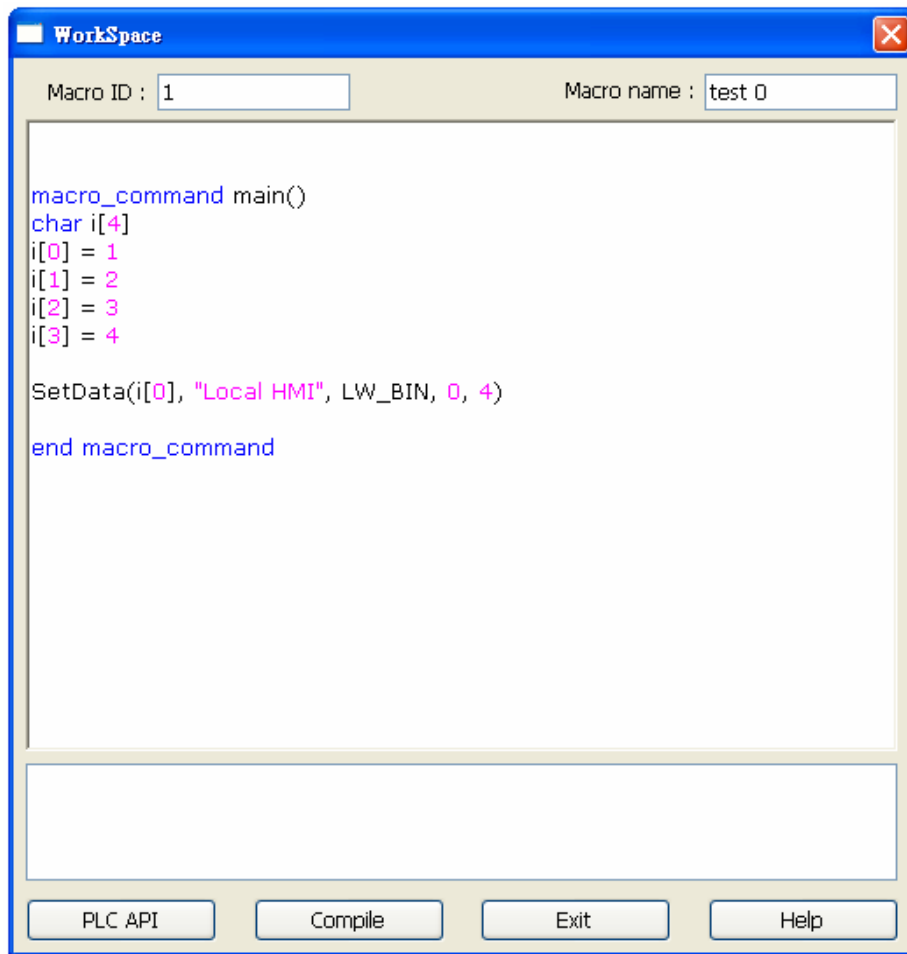 WorkSpace
Macro ID : 1 Macro name : test 0
macro_command main()
char i[4]
i[0] = 1
i[1] = 2
i[2] = 3
i[3] = 4
SetData(i[0], "Local HMI", LW_BIN, 0, 4)
end macro_command
PLC API Compile Exit Help